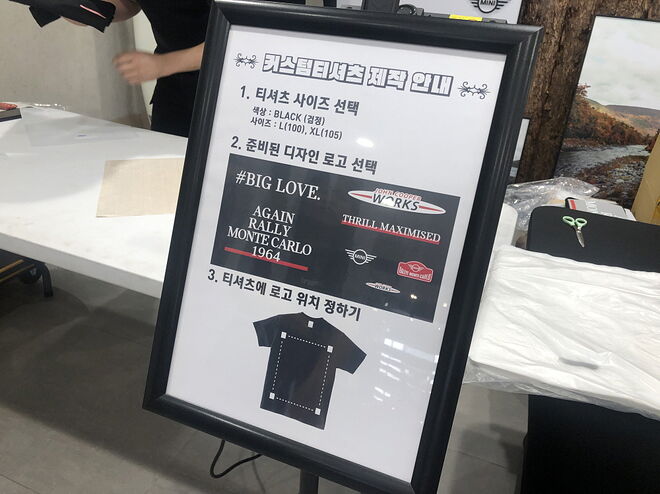 MINI
커스텀티셔츠 제작 안내
1. 티셔츠 사이즈 선택
색상 : BLACK (검정)
사이즈 : L(100), XL(105)
2. 준비된 디자인 로고 선택
#BIG LOVE.
JOHN COOPER
WORKS
AGAIN
RALLY
MONTE CARLO
1964
THRILL MAXIMISED
MINI
WORKS
3. 티셔츠에 로고 위치 정하기